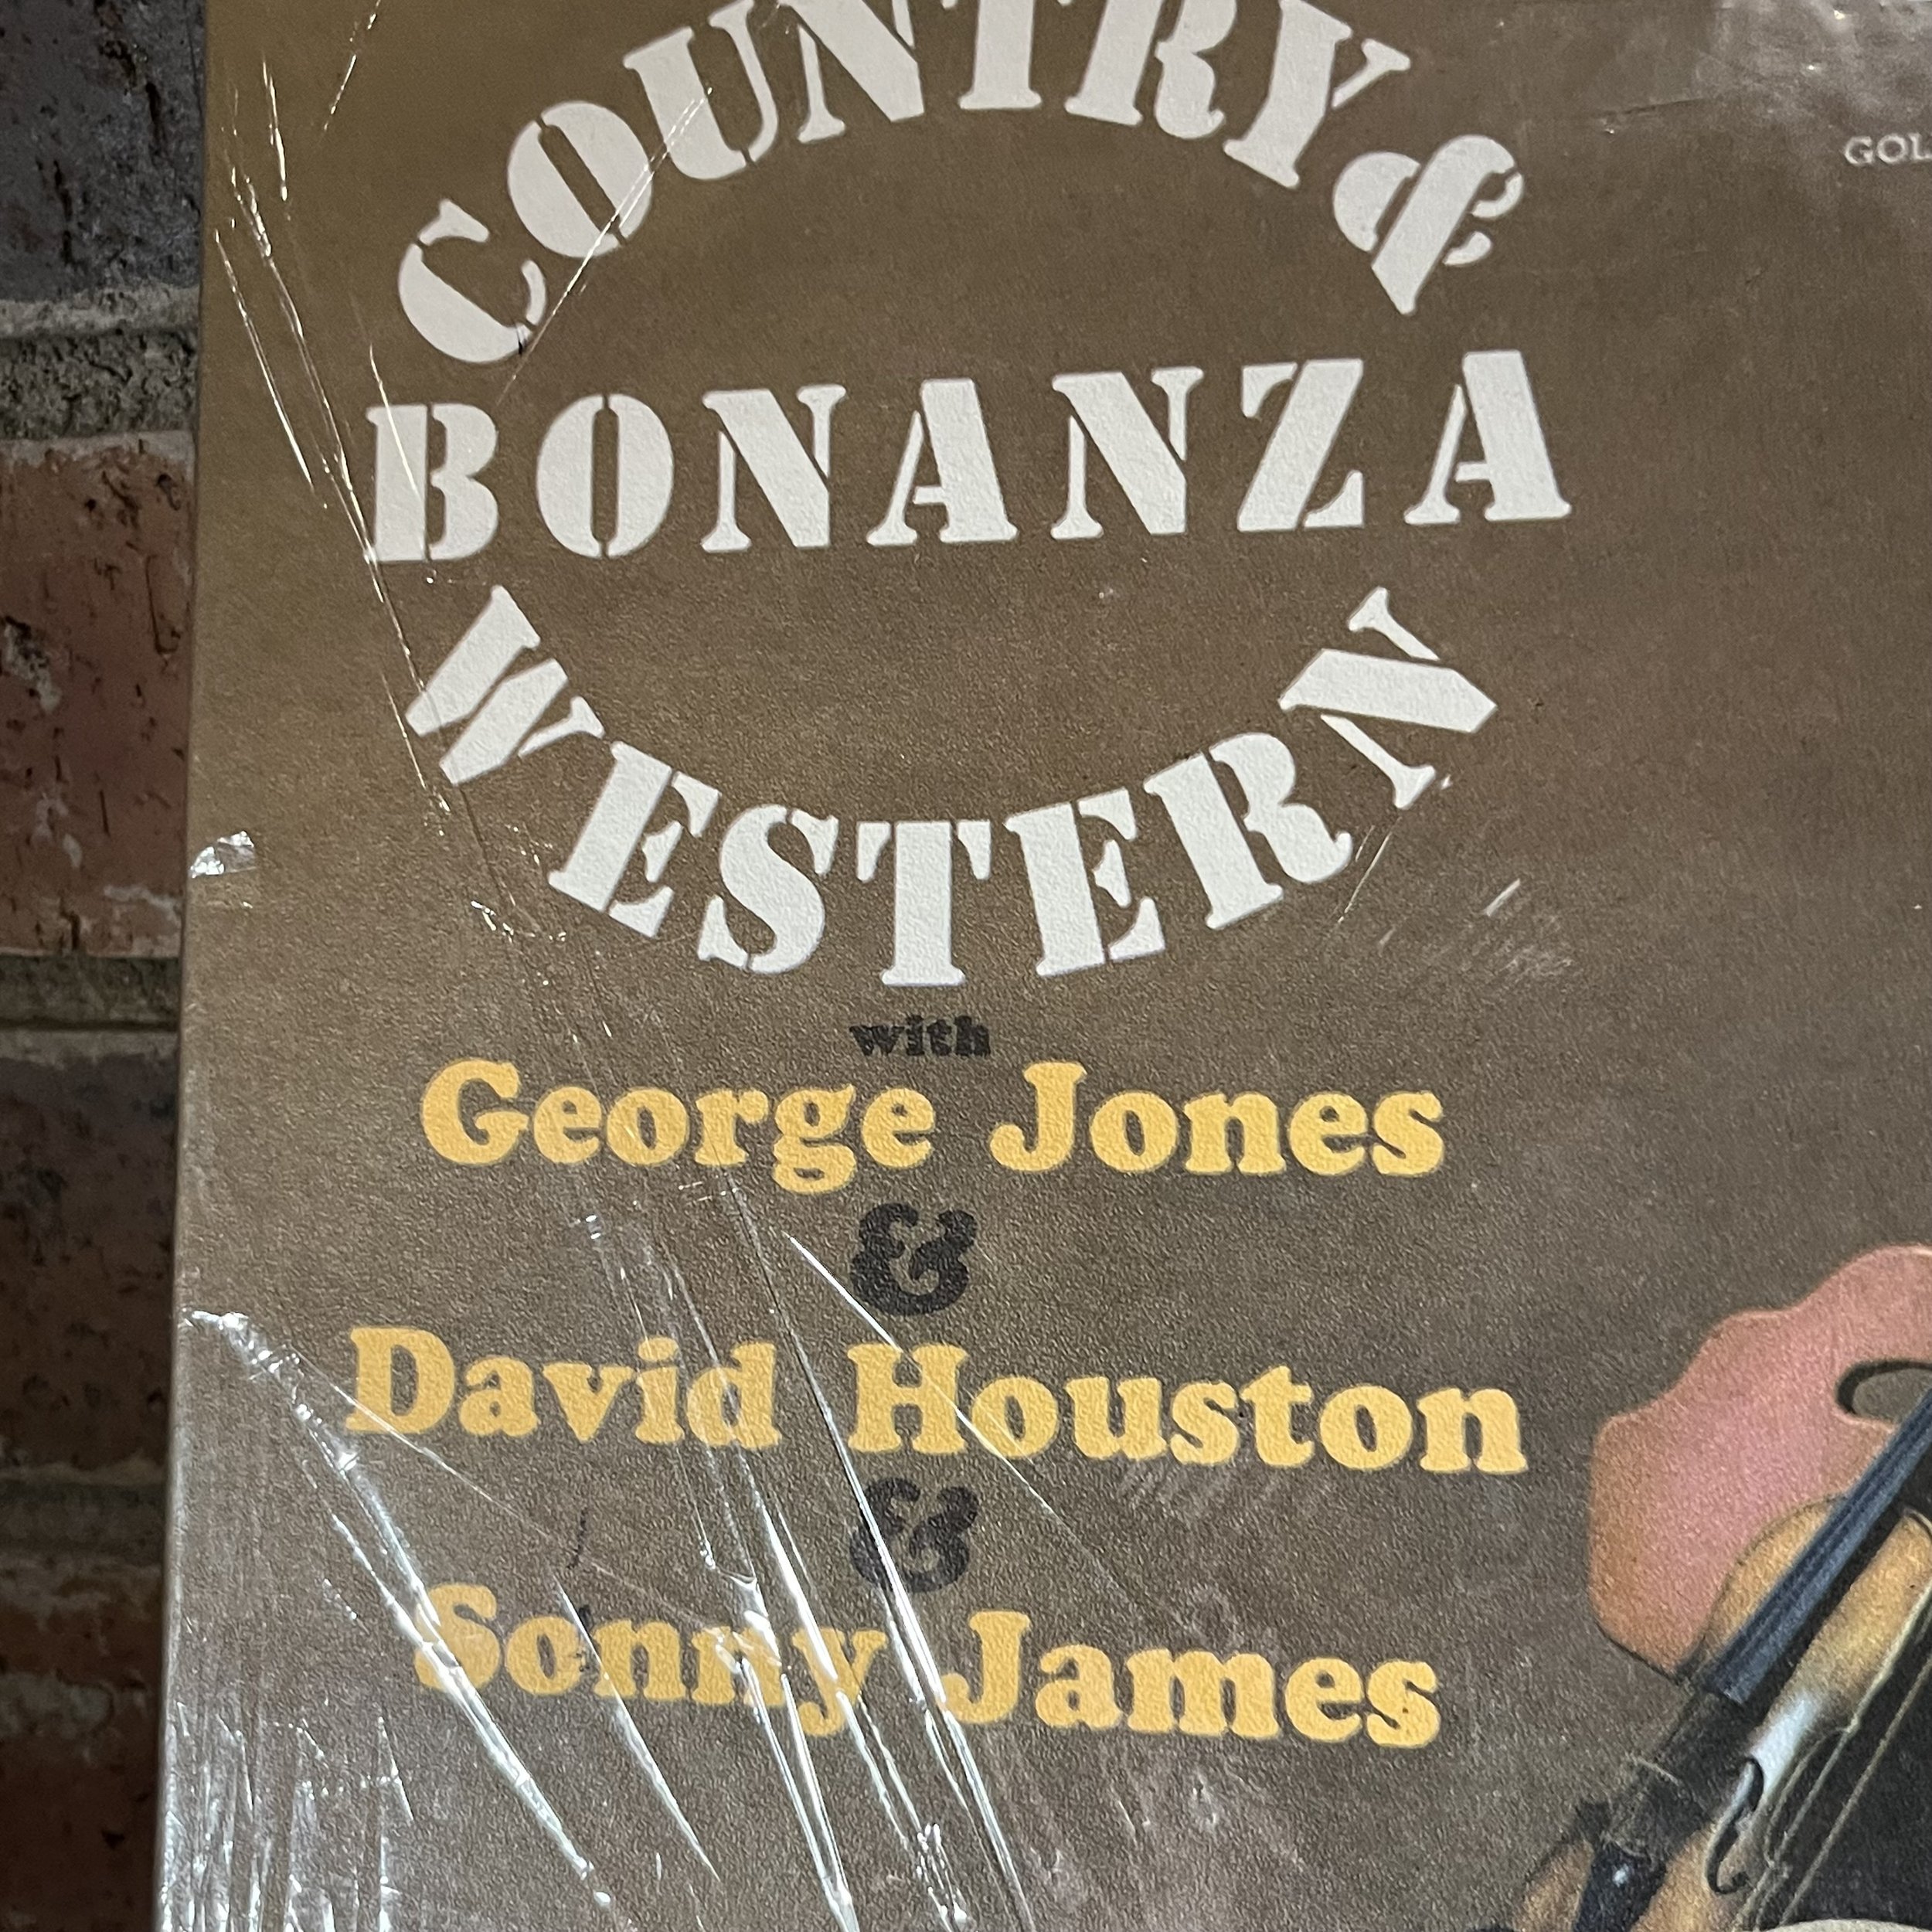 COUNTRY &
BONANZA
WESTERN
with
George Jones
&
David Houston
&
Sonny James